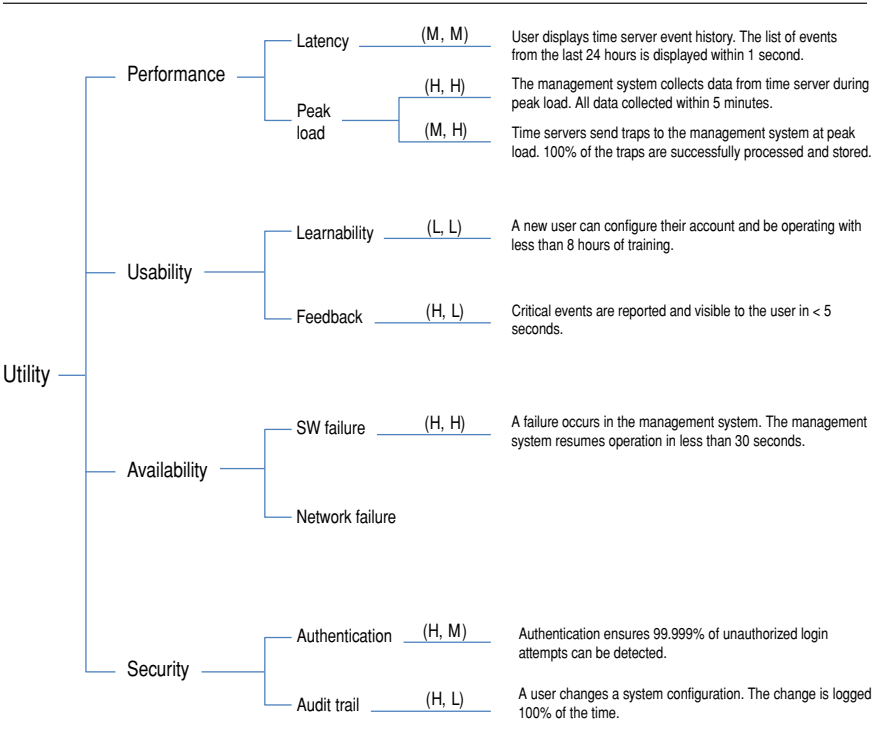 Utility
Performance
Latency
(M, M)
User displays time server event history. The list of events
from the last 24 hours is displayed within 1 second.
Peak
load
(H, H)
The management system collects data from time server during
peak load. All data collected within 5 minutes.
(M, H)
Time servers send traps to the management system at peak
load. 100% of the traps are successfully processed and stored.
Usability
Learnability
(L, L)
A new user can configure their account and be operating with
less than 8 hours of training.
Feedback
(H, L)
Critical events are reported and visible to the user in < 5
seconds.
Availability
SW failure
(H, H)
A failure occurs in the management system. The management
system resumes operation in less than 30 seconds.
Network failure
Security
Authentication
(H, M)
Authentication ensures 99.999% of unauthorized login
attempts can be detected.
Audit trail
(H, L)
A user changes a system configuration. The change is logged
100% of the time.